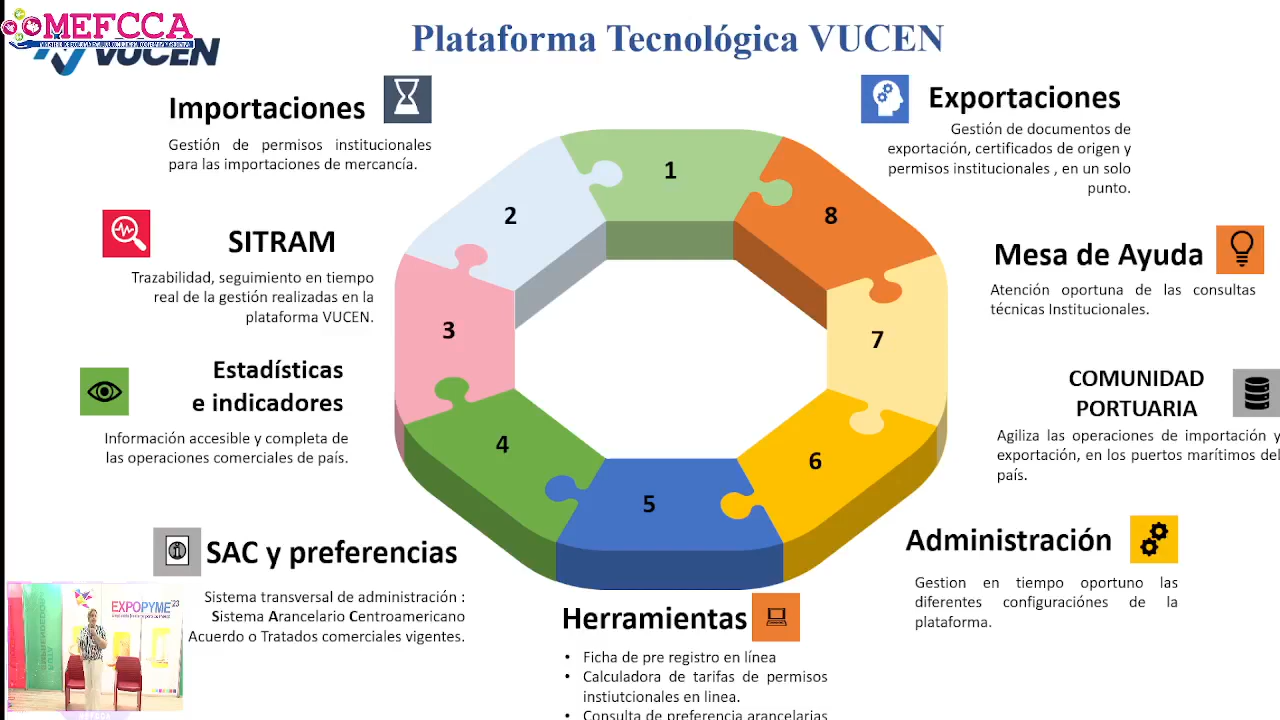 MEFCCA
VUCEN
Plataforma Tecnológica VUCEN
Importaciones
Gestión de permisos institucionales
para las importaciones de mercancía.
SITRAM
Trazabilidad, seguimiento en tiempo
real de la gestión realizadas en la
plataforma VUCEN.
Estadísticas
e indicadores
Información accesible y completa de
las operaciones comerciales de país.
SAC y preferencias
Sistema transversal de administración :
Sistema Arancelario Centroamericano
Acuerdo o Tratados comerciales vigentes.
1
2
3
4
5
6
7
8
Exportaciones
Gestión de documentos de
exportación, certificados de origen y
permisos institucionales , en un solo
punto.
Mesa de Ayuda
Atención oportuna de las consultas
técnicas Institucionales.
COMUNIDAD
PORTUARIA
Agiliza las operaciones de importación y
exportación, en los puertos marítimos del
país.
Administración
Gestion en tiempo oportuno las
diferentes configuraciónes de la
plataforma.
Herramientas
• Ficha de pre registro en línea
• Calculadora de tarifas de permisos
instiutcionales en linea.
• Consulta de preferencia arancelarias
EXPOPYME'23